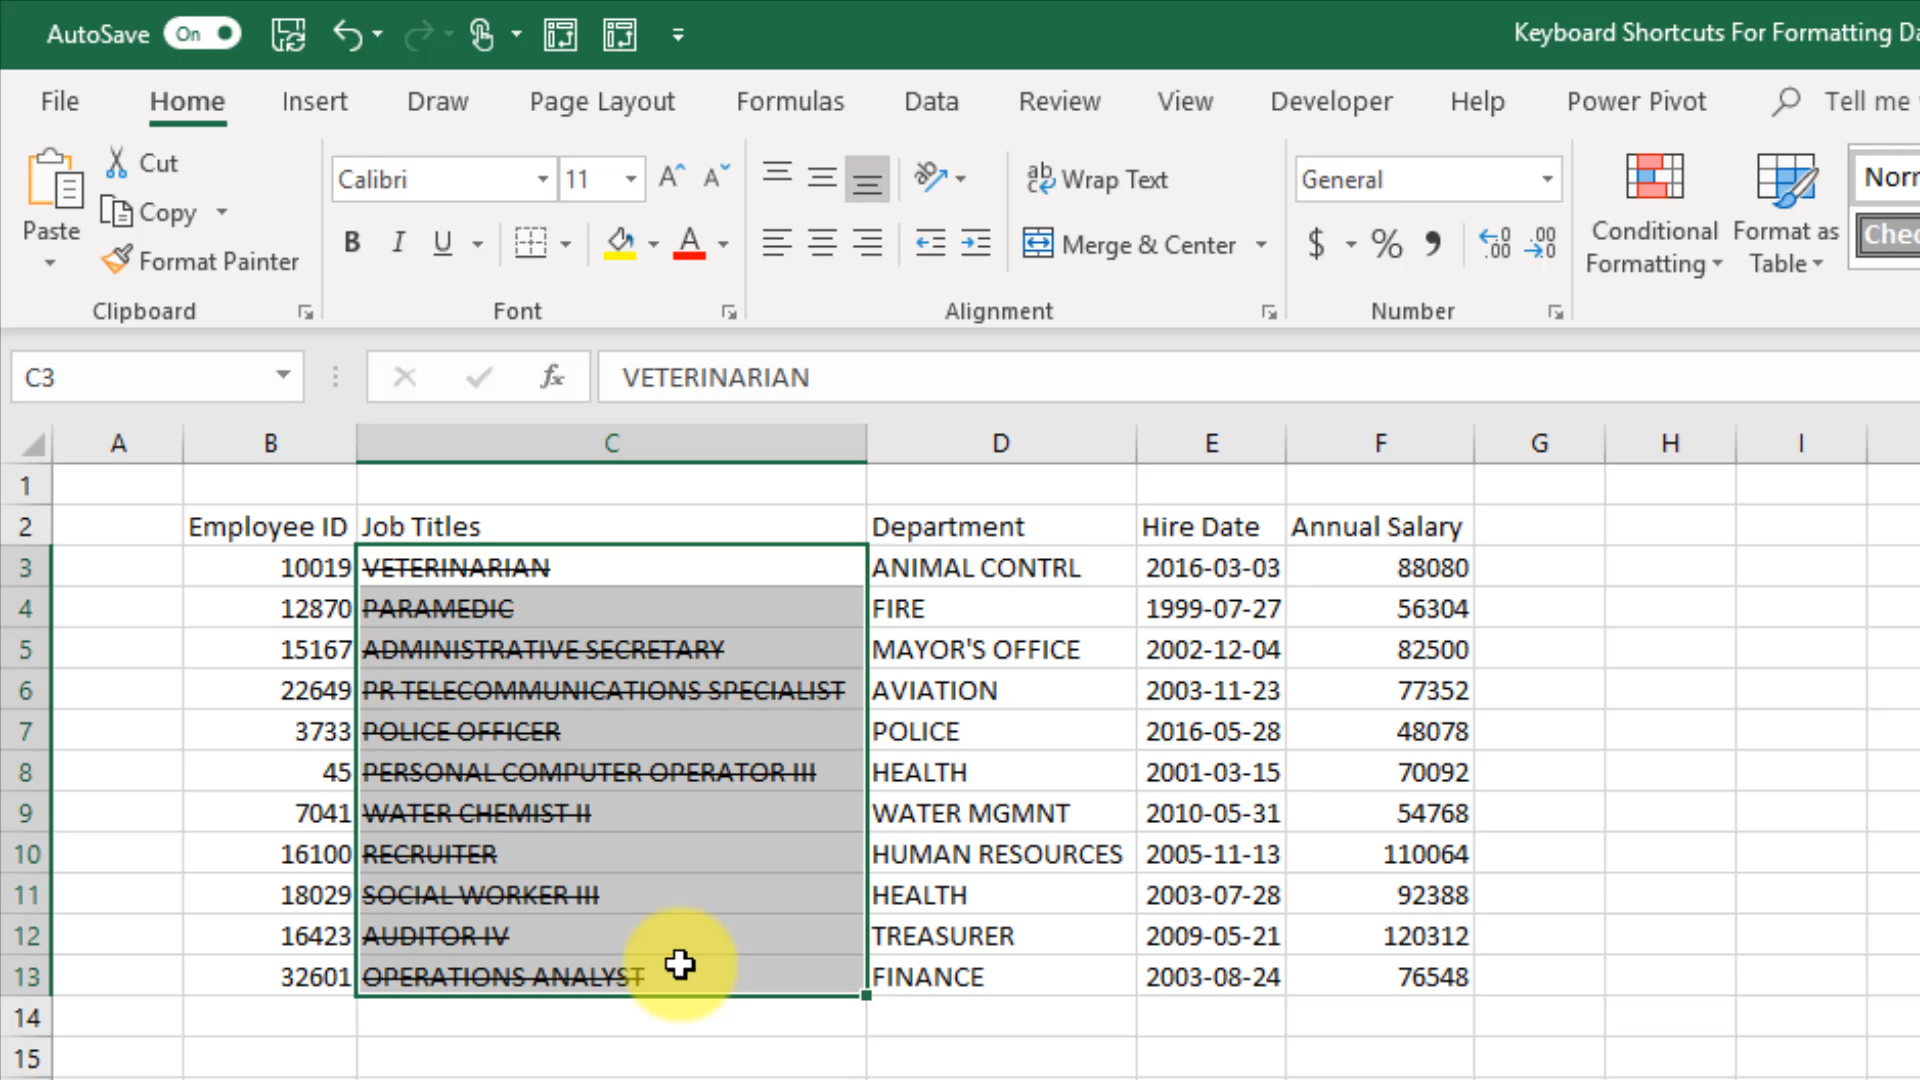 AutoSave On Keyboard Shortcuts For Formatting Da
File Home Insert Draw Page Layout Formulas Data Review View Developer Help Power Pivot Tell me
Paste
Cut
Copy
Format Painter
Clipboard
Calibri 11
B I U A
Font
ab Wrap Text
Merge & Center
Alignment
General
$ % , .00 .00
Number
Conditional Formatting
Format as Table
Norm
Chec
C3 fx VETERINARIAN
A B C D E F G H I
1
2 Employee ID Job Titles Department Hire Date Annual Salary
3 10019 VETERINARIAN ANIMAL CONTRL 2016-03-03 88080
4 12870 PARAMEDIC FIRE 1999-07-27 56304
5 15167 ADMINISTRATIVE SECRETARY MAYOR'S OFFICE 2002-12-04 82500
6 22649 PR TELECOMMUNICATIONS SPECIALIST AVIATION 2003-11-23 77352
7 3733 POLICE OFFICER POLICE 2016-05-28 48078
8 45 PERSONAL COMPUTER OPERATOR III HEALTH 2001-03-15 70092
9 7041 WATER CHEMIST II WATER MGMNT 2010-05-31 54768
10 16100 RECRUITER HUMAN RESOURCES 2005-11-13 110064
11 18029 SOCIAL WORKER III HEALTH 2003-07-28 92388
12 16423 AUDITOR IV TREASURER 2009-05-21 120312
13 32601 OPERATIONS ANALYST FINANCE 2003-08-24 76548
14
15